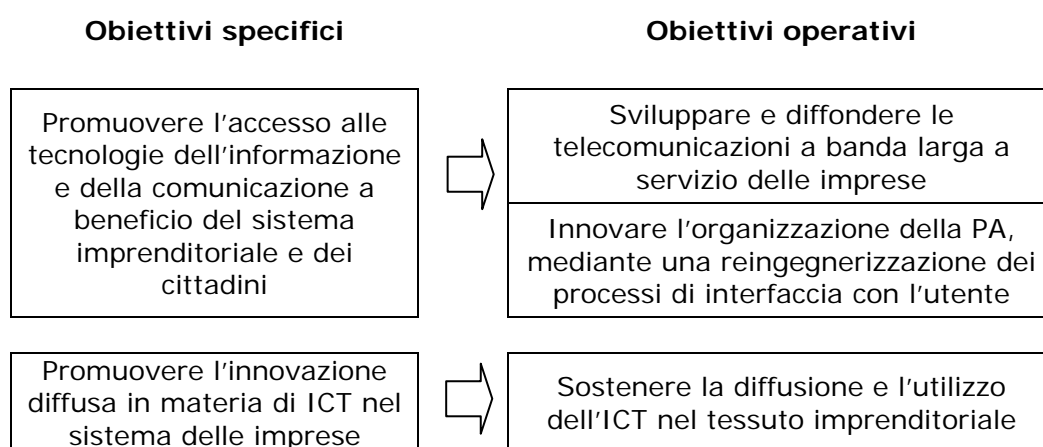 Obiettivi specifici
Obiettivi operativi
Promuovere l'accesso alle
tecnologie dell'informazione
e della comunicazione a
beneficio del sistema
imprenditoriale e dei
cittadini
Sviluppare e diffondere le
telecomunicazioni a banda larga a
servizio delle imprese
Innovare l'organizzazione della PA,
mediante una reingegnerizzazione dei
processi di interfaccia con l'utente
Promuovere l'innovazione
diffusa in materia di ICT nel
sistema delle imprese
Sostenere la diffusione e l'utilizzo
dell'ICT nel tessuto imprenditoriale